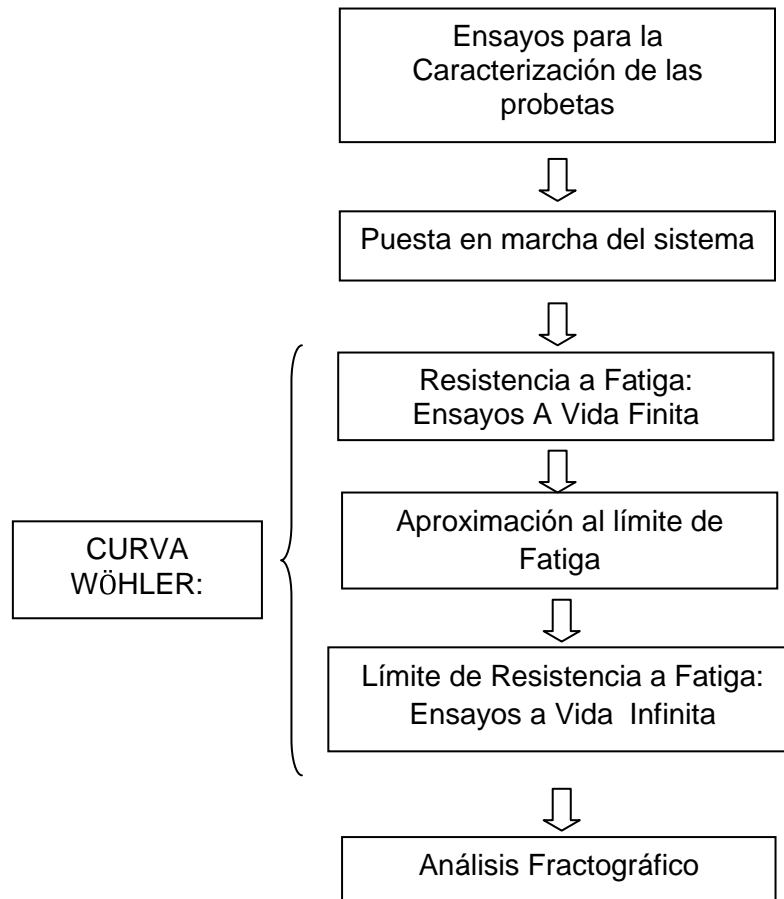 Ensayos para la
Caracterización de las
probetas
Puesta en marcha del sistema
Resistencia a Fatiga:
Ensayos A Vida Finita
Aproximación al límite de
Fatiga
CURVA
WÖHLER:
Límite de Resistencia a Fatiga:
Ensayos a Vida Infinita
Análisis Fractográfico